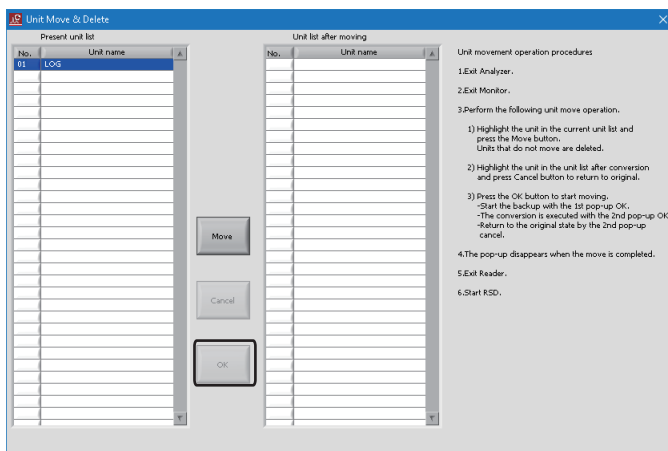 Unit Move & Delete
Present unit list
Unit list after moving
No. Unit name
No. Unit name
01 LOG
Move
Cancel
OK
Unit movement operation procedures
1.Exit Analyzer.
2.Exit Monitor.
3.Perform the following unit move operation.
1) Highlight the unit in the current unit list and
press the Move button.
Units that do not move are deleted.
2) Highlight the unit in the unit list after conversion
and press Cancel button to return to original.
3) Press the OK button to start moving.
-Start the backup with the 1st pop-up OK.
-The conversion is executed with the 2nd pop-up OK
-Return to the original state by the 2nd pop-up
cancel.
4.The pop-up disappears when the move is completed.
5.Exit Reader.
6.Start RSD.